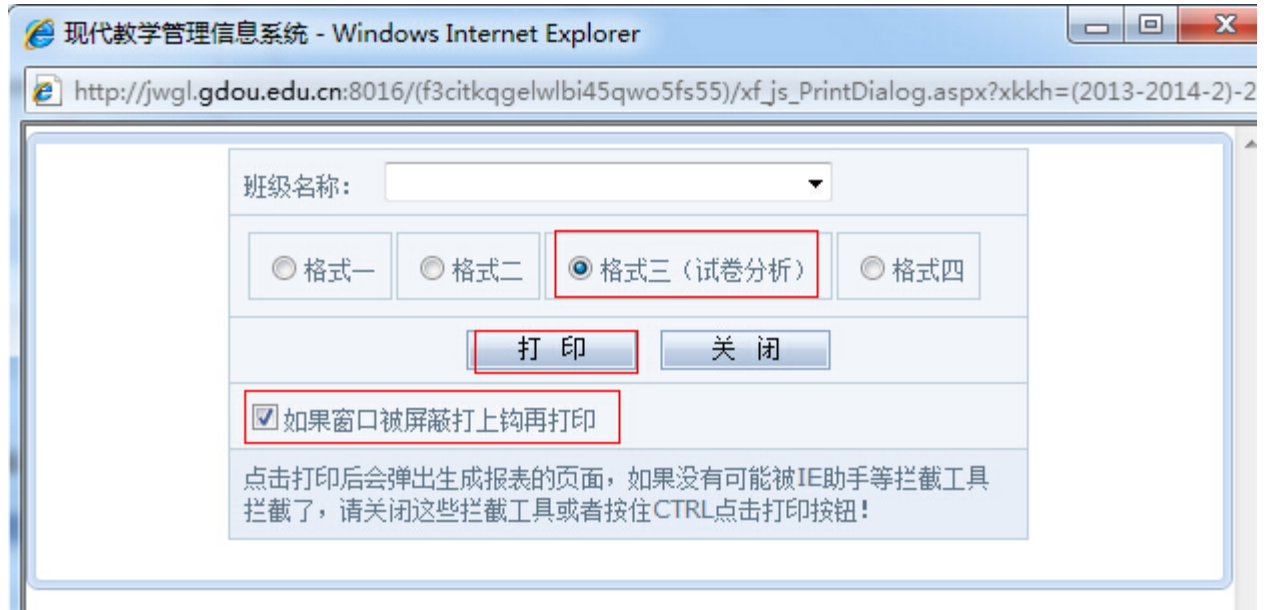 现代教学管理信息系统 - Windows Internet Explorer
http://jwgl.gdou.edu.cn:8016/(f3citkqgelwlbi45qwo5fs55)/xf_js_PrintDialog.aspx?xkkh=(2013-2014-2)-2
班级名称：
格式一 格式二 格式三（试卷分析） 格式四
打 印 关 闭
如果窗口被屏蔽打上钩再打印
点击打印后会弹出生成报表的页面，如果没有可能被IE助手等拦截工具
拦截了，请关闭这些拦截工具或者按住CTRL点击打印按钮！